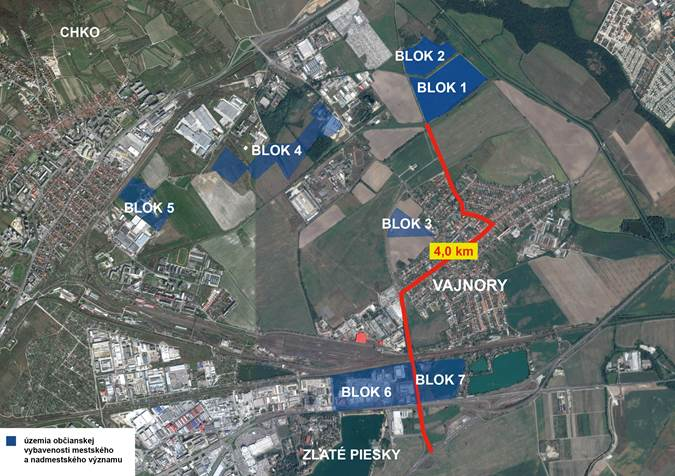 CHKO
BLOK 2
BLOK 1
BLOK 4
BLOK 5
BLOK 3
4,0 km
VAJNORY
BLOK 6
BLOK 7
ZLATÉ PIESKY
územia občianskej
vybavenosti mestského
a nadmestského významu